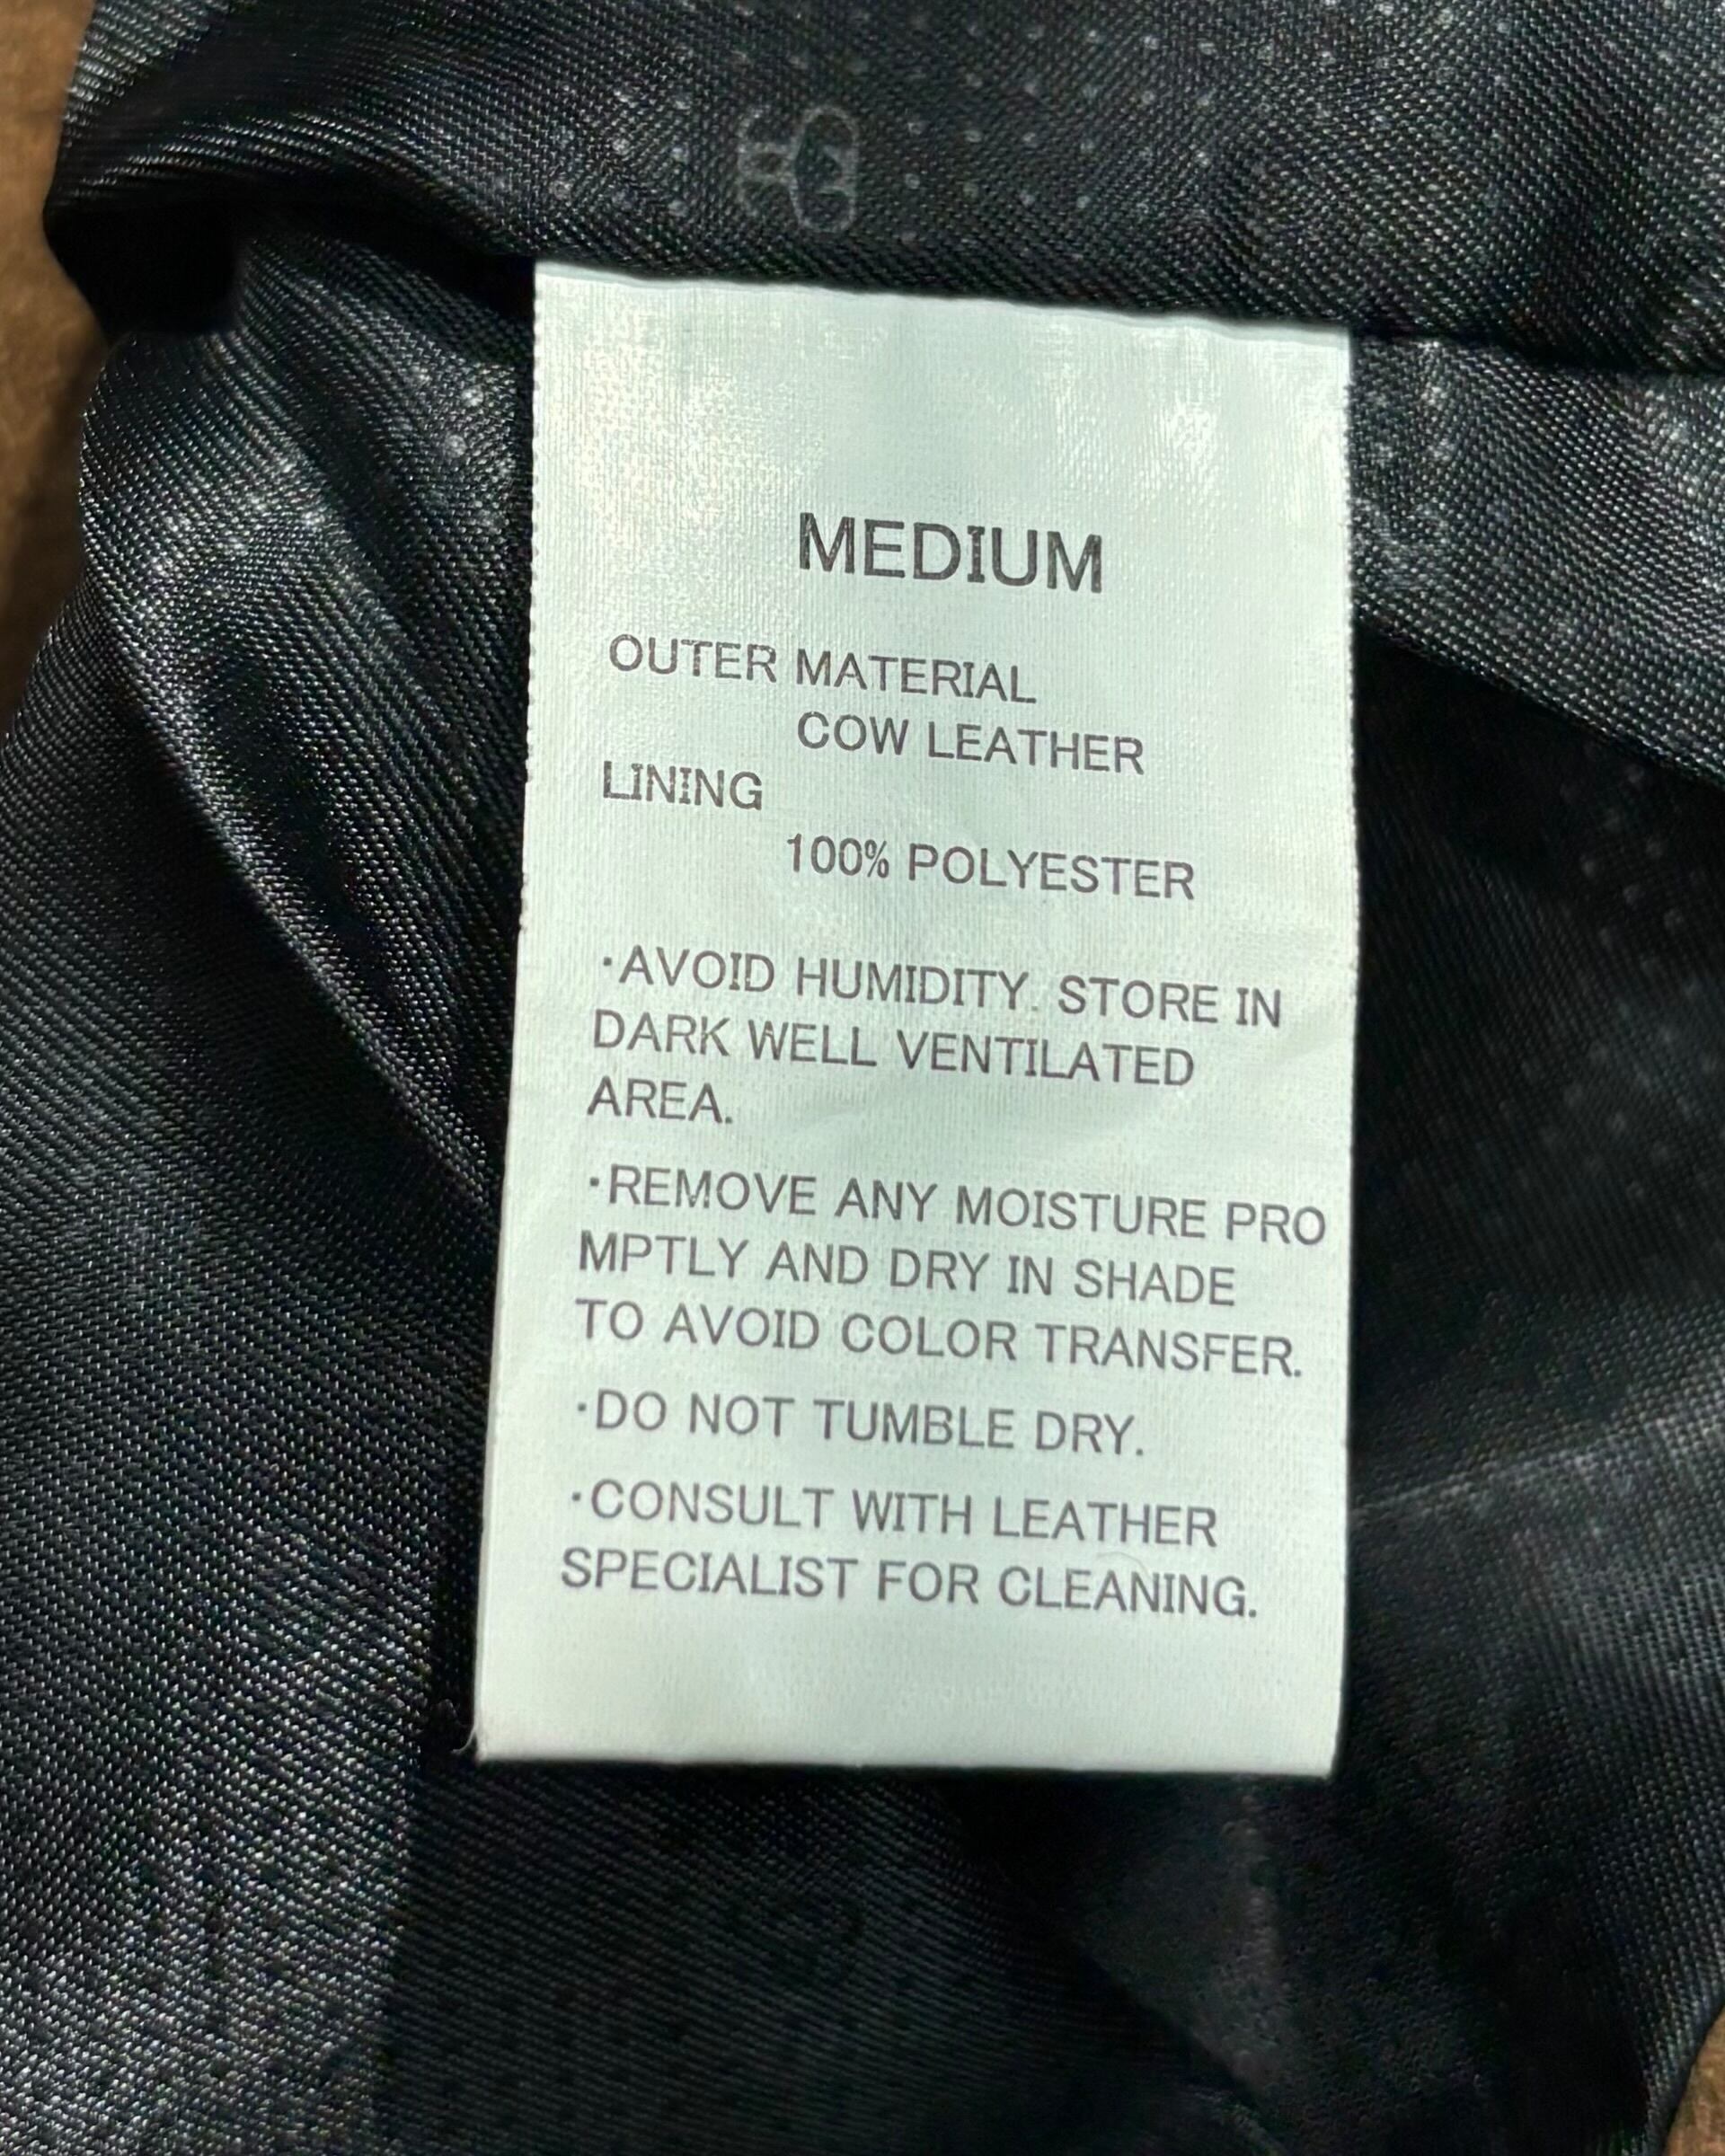 MEDIUM
OUTER MATERIAL
COW LEATHER
LINING
100% POLYESTER
·AVOID HUMIDITY. STORE IN
DARK WELL VENTILATED
AREA.
·REMOVE ANY MOISTURE PRO
MPTLY AND DRY IN SHADE
TO AVOID COLOR TRANSFER.
·DO NOT TUMBLE DRY.
·CONSULT WITH LEATHER
SPECIALIST FOR CLEANING.